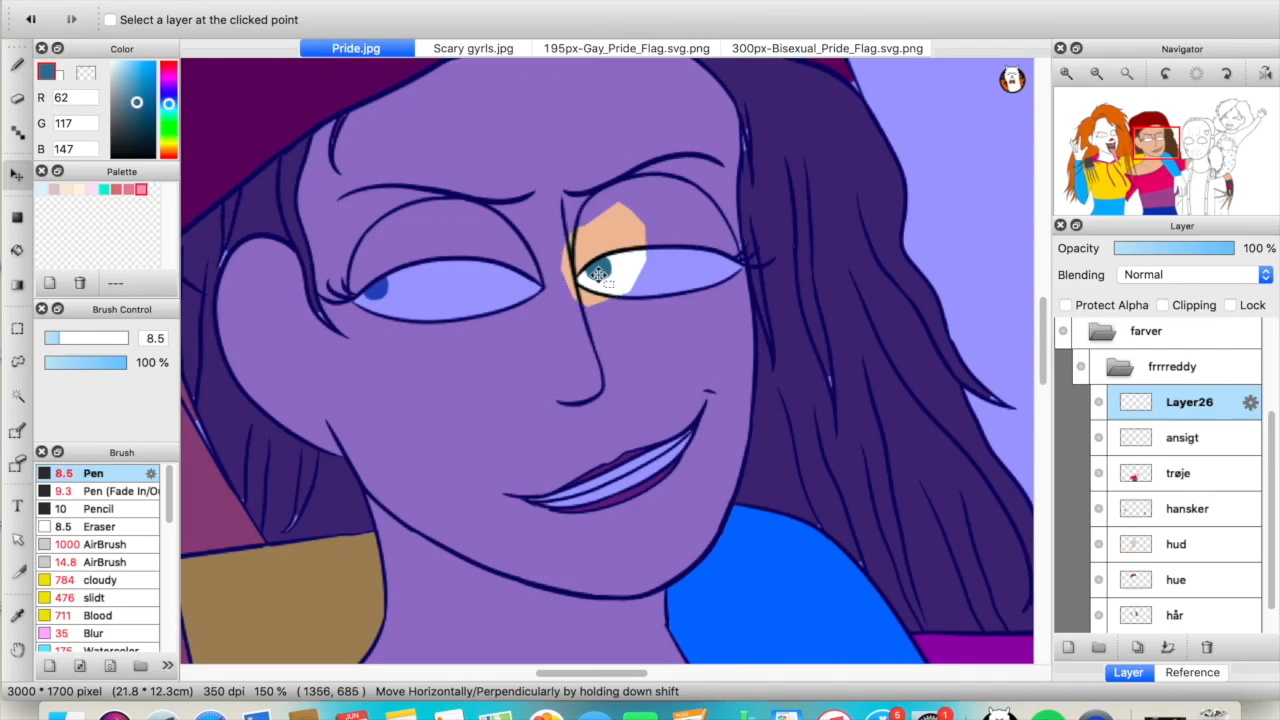 Select a layer at the clicked point
Color
Pride.jpg
Scary gyrls.jpg
195px-Gay_Pride_Flag.svg.png
300px-Bisexual_Pride_Flag.svg.png
Navigator
R 62
G 117
B 147
Palette
---
Brush Control
8.5
100 %
Brush
8.5 Pen
9.3 Pen (Fade In/Ou
10 Pencil
8.5 Eraser
1000 AirBrush
14.8 AirBrush
784 cloudy
476 slidt
711 Blood
35 Blur
175 Watercolor
Layer
Opacity 100 %
Blending Normal
Protect Alpha Clipping Lock
farver
frrrreddy
Layer26
ansigt
trøje
hansker
hud
hue
hår
Layer Reference
3000 * 1700 pixel (21.8 * 12.3cm) 350 dpi 150 % (1356, 685) Move Horizontally/Perpendicularly by holding down shift
JUN
5
1